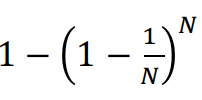 1 − (1 − 1/N)^N